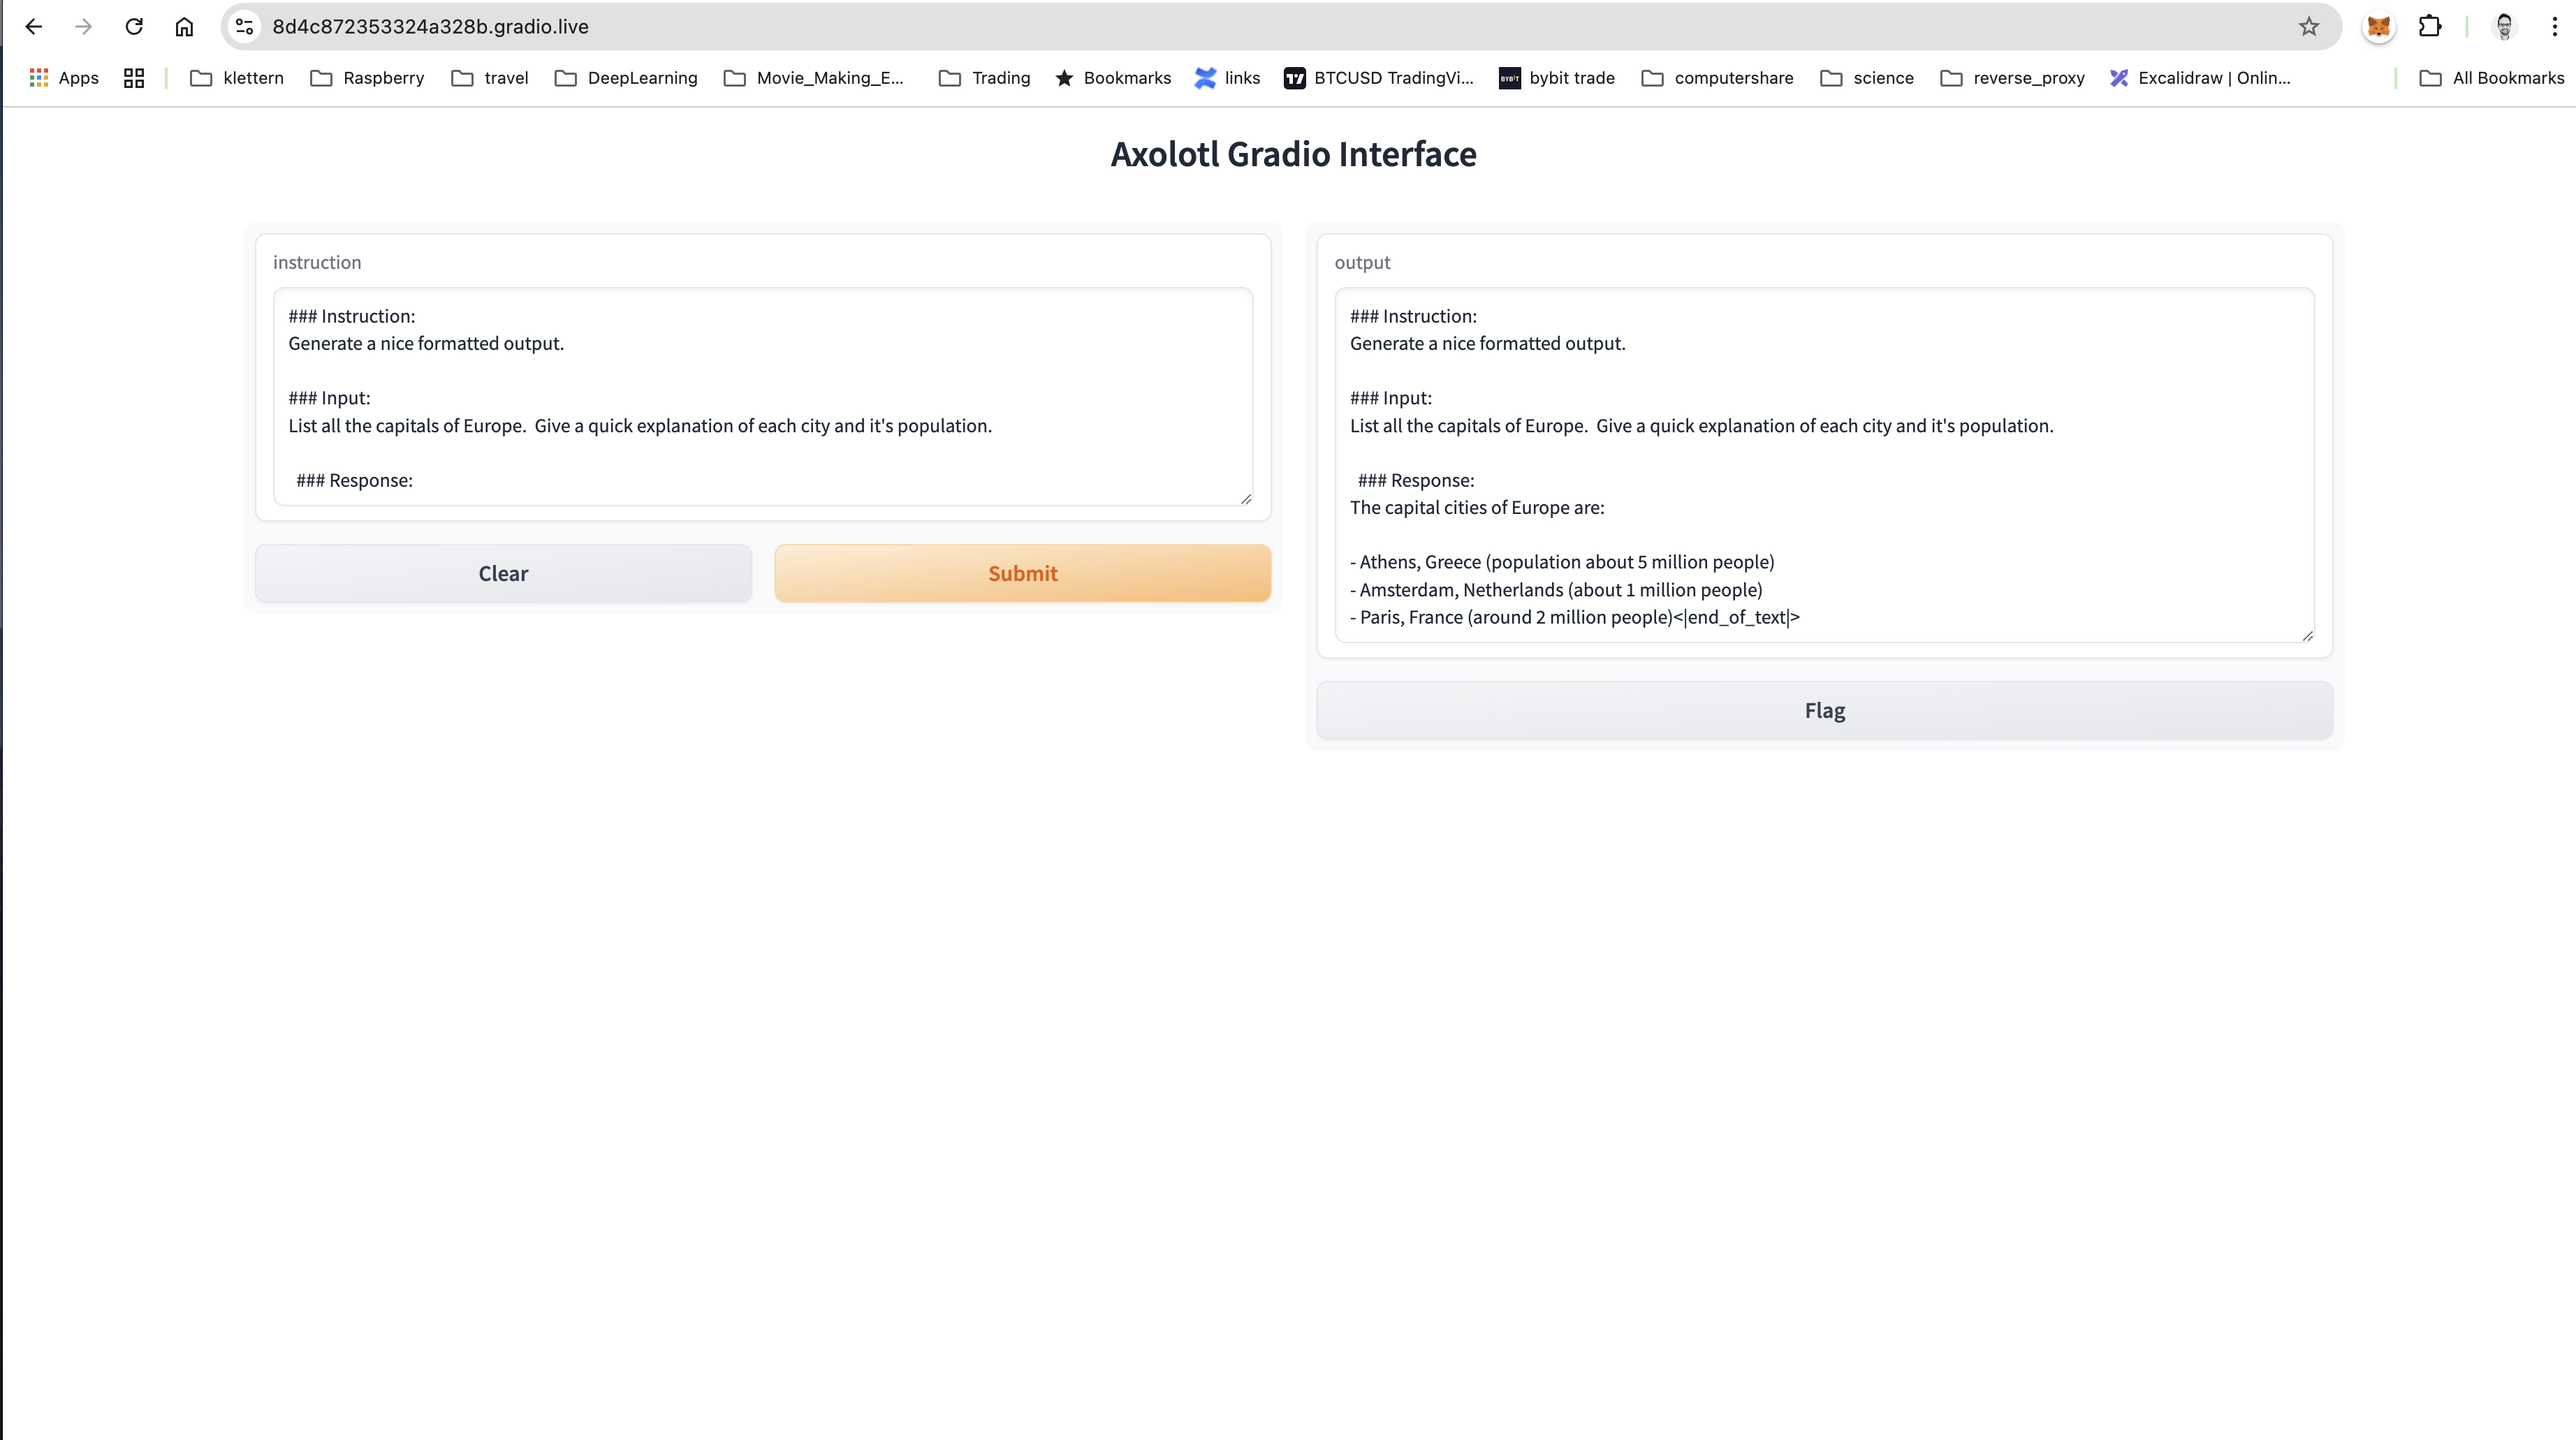 8d4c872353324a328b.gradio.live
Apps klettern Raspberry travel DeepLearning Movie_Making_E... Trading Bookmarks links BTCUSD TradingVi... bybit trade computershare science reverse_proxy Excalidraw | Onlin... All Bookmarks
Axolotl Gradio Interface
instruction
### Instruction:
Generate a nice formatted output.
### Input:
List all the capitals of Europe.  Give a quick explanation of each city and it's population.
### Response:
Clear Submit
output
### Instruction:
Generate a nice formatted output.
### Input:
List all the capitals of Europe.  Give a quick explanation of each city and it's population.
### Response:
The capital cities of Europe are:
- Athens, Greece (population about 5 million people)
- Amsterdam, Netherlands (about 1 million people)
- Paris, France (around 2 million people)<|end_of_text|>
Flag